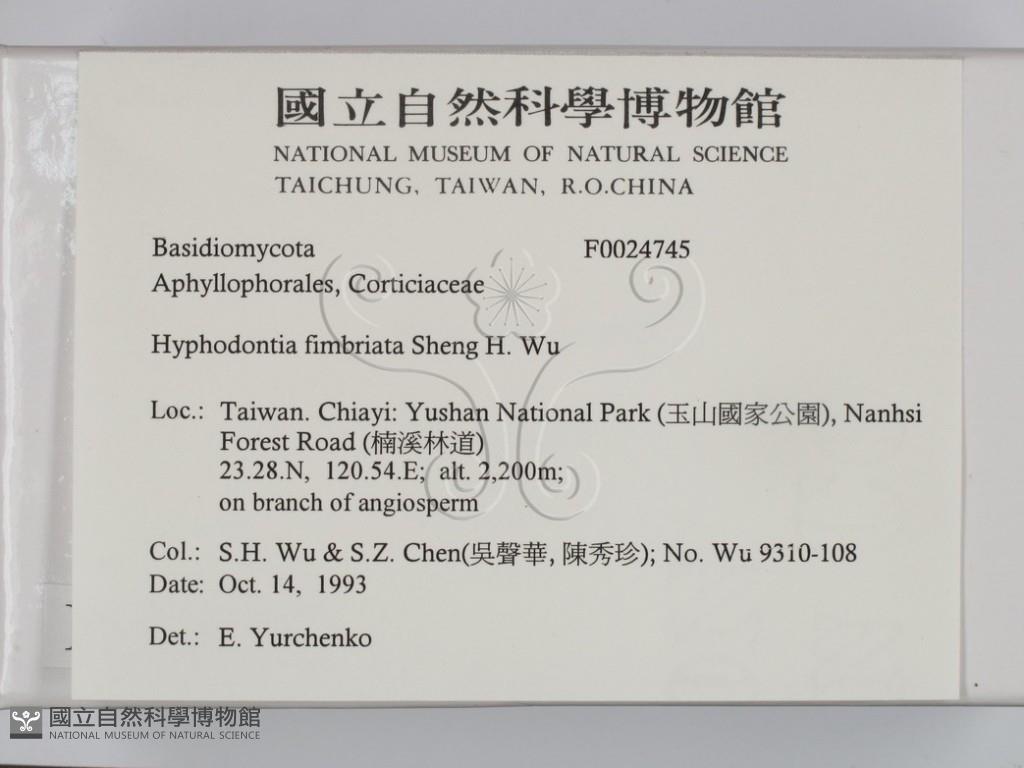 國立自然科學博物館
NATIONAL MUSEUM OF NATURAL SCIENCE
TAICHUNG, TAIWAN, R.O.CHINA
Basidiomycota F0024745
Aphyllophorales, Corticiaceae
Hyphodontia fimbriata Sheng H. Wu
Loc.: Taiwan. Chiayi: Yushan National Park (玉山國家公園), Nanhsi
Forest Road (楠溪林道)
23.28.N, 120.54.E; alt. 2,200m;
on branch of angiosperm
Col.: S.H. Wu & S.Z. Chen(吳聲華, 陳秀珍); No. Wu 9310-108
Date: Oct. 14, 1993
Det.: E. Yurchenko
國立自然科學博物館
NATIONAL MUSEUM OF NATURAL SCIENCE